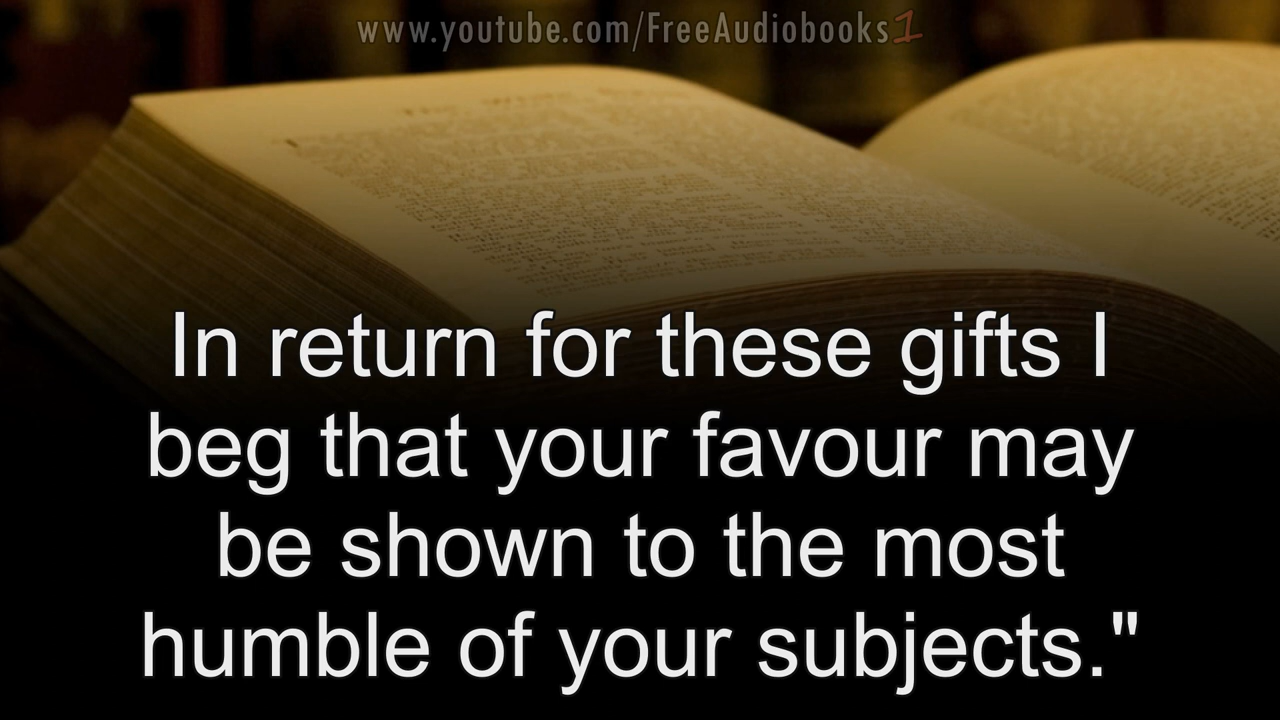 www.youtube.com/FreeAudiobooks1
In return for these gifts I
beg that your favour may
be shown to the most
humble of your subjects."